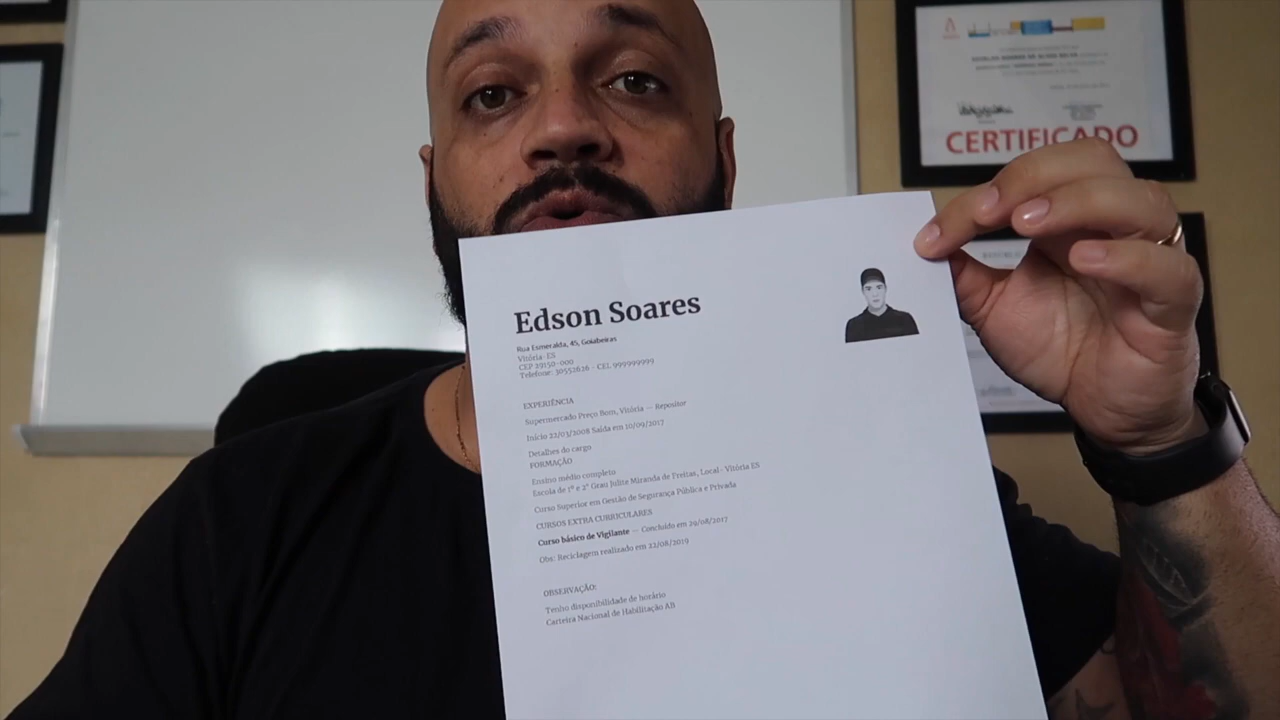 CERTIFICADO
Edson Soares
Rua Esmeralda, 45, Goiabeiras
Vitória- ES
CEP 29150-000
Telefone: 30552626 - CEL 999999999
EXPERIÊNCIA
Supermercado Preço Bom, Vitória — Repositor
Início 22/03/2008 Saída em 10/09/2017
Detalhes do cargo
FORMAÇÃO
Ensino médio completo
Escola de 1º e 2º Grau Julite Miranda de Freitas, Local- Vitória ES
Curso Superior em Gestão de Segurança Pública e Privada
CURSOS EXTRA CURRICULARES
Curso básico de Vigilante — Concluído em 29/08/2017
Obs: Reciclagem realizado em 22/08/2019
OBSERVAÇÃO:
Tenho disponibilidade de horário
Carteira Nacional de Habilitação AB